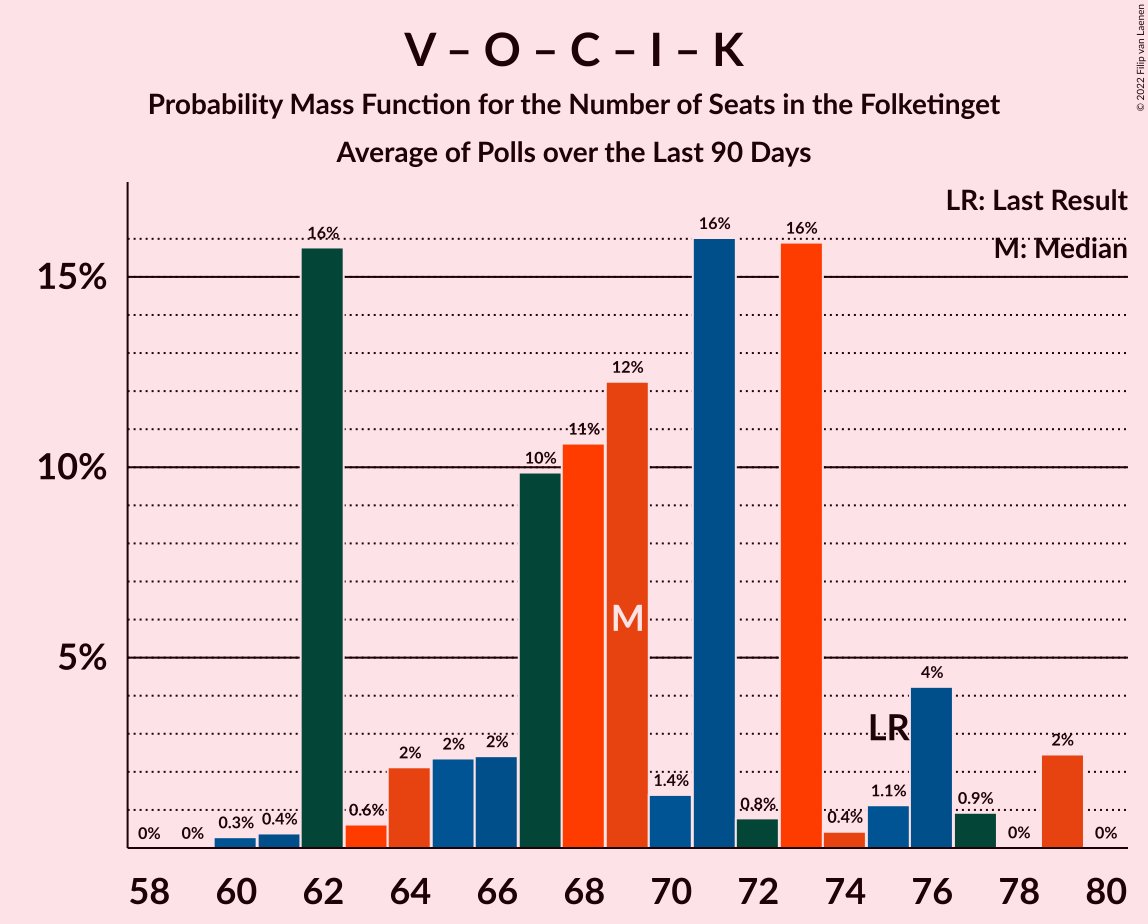 V – O – C – I – K
Probability Mass Function for the Number of Seats in the Folketinget
Average of Polls over the Last 90 Days
© 2022 Filip van Laenen
LR: Last Result
M: Median
15%
10%
5%
0%
0%
0.3%
0.4%
16%
0.6%
2%
2%
2%
10%
11%
12%
1.4%
16%
0.8%
16%
0.4%
1.1%
4%
0.9%
0%
2%
0%
M
LR
58 60 62 64 66 68 70 72 74 76 78 80